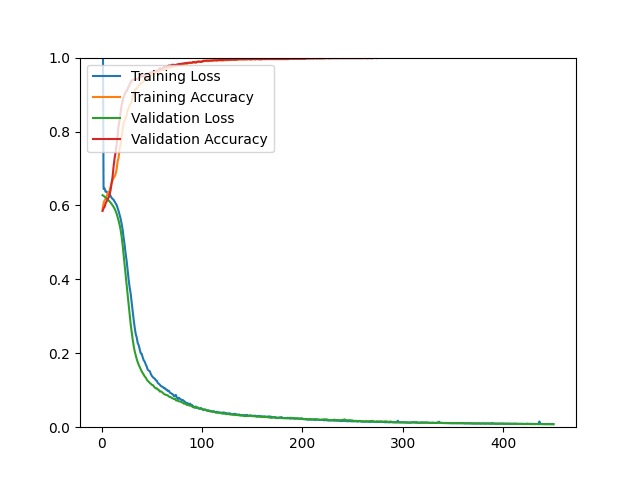 1.0
0.8
0.6
0.4
0.2
0.0
Training Loss
Training Accuracy
Validation Loss
Validation Accuracy
0 100 200 300 400